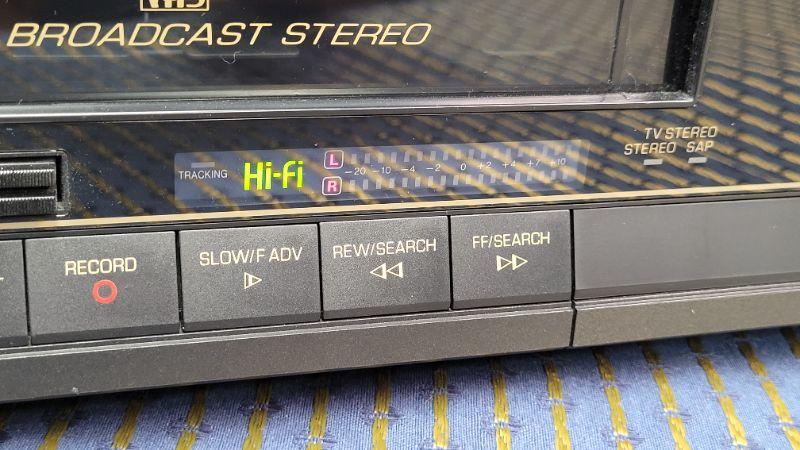 VHS
BROADCAST STEREO
TV STEREO
STEREO SAP
TRACKING Hi-Fi L
-20 -10 -4 -2 0 +2 +4 +7 +10
R
RECORD
SLOW/F ADV
REW/SEARCH
FF/SEARCH